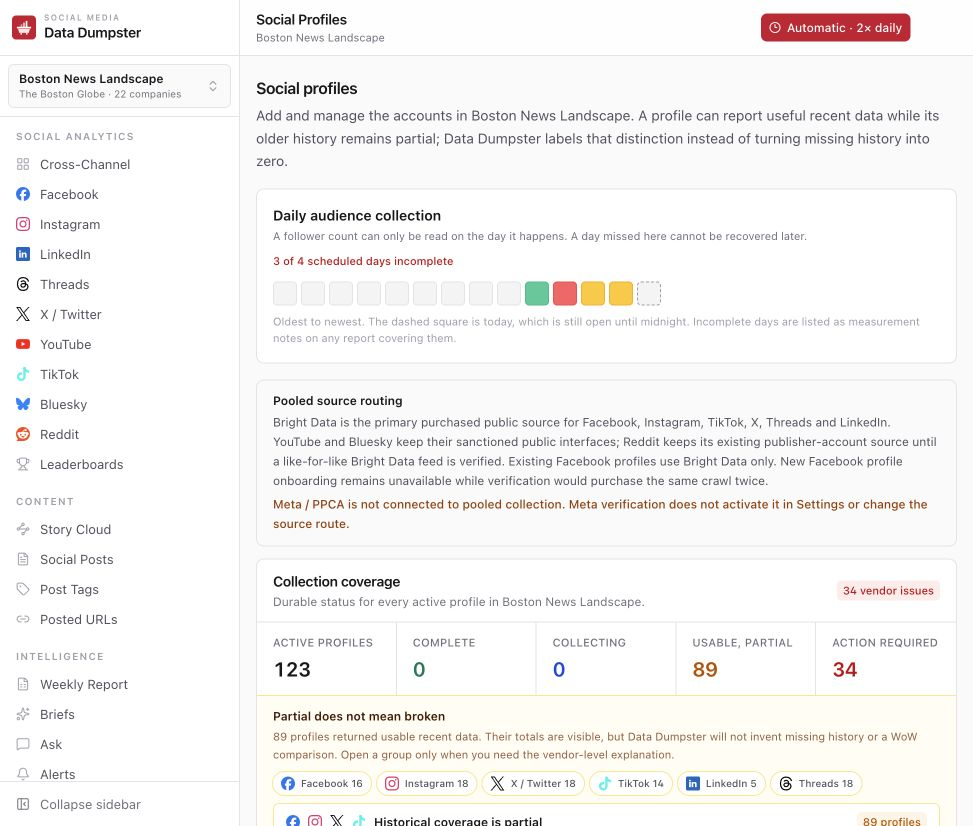 SOCIAL MEDIA
Data Dumpster
Boston News Landscape
The Boston Globe · 22 companies
SOCIAL ANALYTICS
Cross-Channel
Facebook
Instagram
LinkedIn
Threads
X / Twitter
YouTube
TikTok
Bluesky
Reddit
Leaderboards
CONTENT
Story Cloud
Social Posts
Post Tags
Posted URLs
INTELLIGENCE
Weekly Report
Briefs
Ask
Alerts
Collapse sidebar
Social Profiles
Boston News Landscape
Automatic · 2× daily
Social profiles
Add and manage the accounts in Boston News Landscape. A profile can report useful recent data while its
older history remains partial; Data Dumpster labels that distinction instead of turning missing history into
zero.
Daily audience collection
A follower count can only be read on the day it happens. A day missed here cannot be recovered later.
3 of 4 scheduled days incomplete
Oldest to newest. The dashed square is today, which is still open until midnight. Incomplete days are listed as measurement
notes on any report covering them.
Pooled source routing
Bright Data is the primary purchased public source for Facebook, Instagram, TikTok, X, Threads and LinkedIn.
YouTube and Bluesky keep their sanctioned public interfaces; Reddit keeps its existing publisher-account source until
a like-for-like Bright Data feed is verified. Existing Facebook profiles use Bright Data only. New Facebook profile
onboarding remains unavailable while verification would purchase the same crawl twice.
Meta / PPCA is not connected to pooled collection. Meta verification does not activate it in Settings or change the
source route.
Collection coverage
Durable status for every active profile in Boston News Landscape.
34 vendor issues
ACTIVE PROFILES
123
COMPLETE
0
COLLECTING
0
USABLE, PARTIAL
89
ACTION REQUIRED
34
Partial does not mean broken
89 profiles returned usable recent data. Their totals are visible, but Data Dumpster will not invent missing history or a WoW
comparison. Open a group only when you need the vendor-level explanation.
Facebook 16
Instagram 18
X / Twitter 18
TikTok 14
LinkedIn 5
Threads 18
Historical coverage is partial
89 profiles